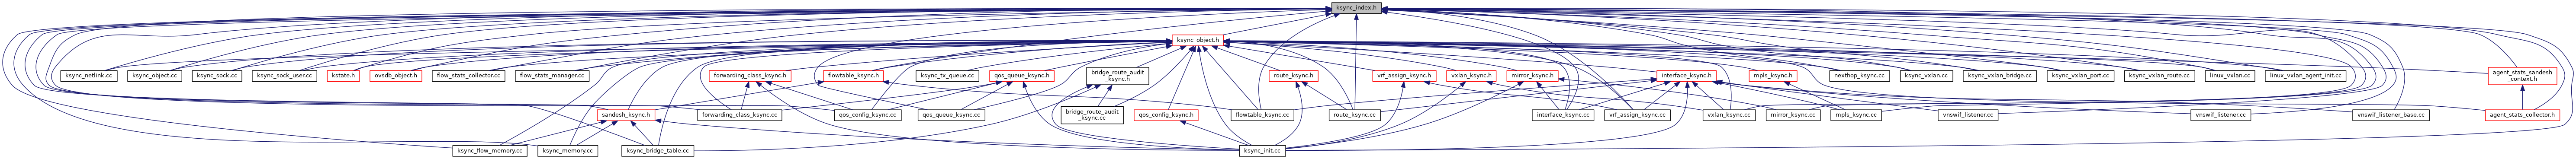 ksync_index.h
ksync_object.h
ksync_netlink.cc
ksync_object.cc
ksync_sock.cc
ksync_sock_user.cc
kstate.h
ovsdb_object.h
flow_stats_collector.cc
flow_stats_manager.cc
forwarding_class_ksync.h
flowtable_ksync.h
ksync_tx_queue.cc
qos_queue_ksync.h
bridge_route_audit
_ksync.h
route_ksync.h
vrf_assign_ksync.h
vxlan_ksync.h
mirror_ksync.h
interface_ksync.h
mpls_ksync.h
nexthop_ksync.cc
ksync_vxlan.cc
ksync_vxlan_bridge.cc
ksync_vxlan_port.cc
ksync_vxlan_route.cc
linux_vxlan.cc
linux_vxlan_agent_init.cc
agent_stats_sandesh
_context.h
sandesh_ksync.h
forwarding_class_ksync.cc
qos_config_ksync.cc
qos_queue_ksync.cc
bridge_route_audit
_ksync.cc
qos_config_ksync.h
flowtable_ksync.cc
route_ksync.cc
interface_ksync.cc
vrf_assign_ksync.cc
vxlan_ksync.cc
mirror_ksync.cc
mpls_ksync.cc
vnswif_listener.cc
vnswif_listener.cc
vnswif_listener_base.cc
agent_stats_collector.h
ksync_flow_memory.cc
ksync_memory.cc
ksync_bridge_table.cc
ksync_init.cc